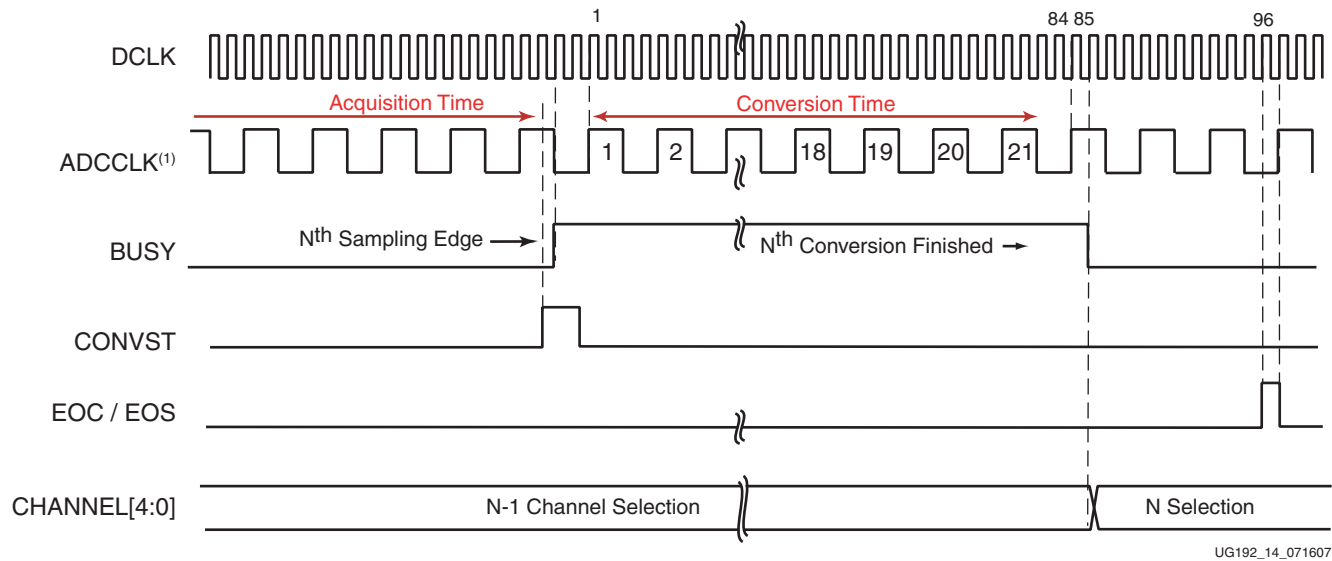 1 84 85 96
DCLK
Acquisition Time Conversion Time
ADCCLK(1) 1 2 18 19 20 21
BUSY Nth Sampling Edge Nth Conversion Finished
CONVST
EOC / EOS
CHANNEL[4:0] N-1 Channel Selection N Selection
UG192_14_071607